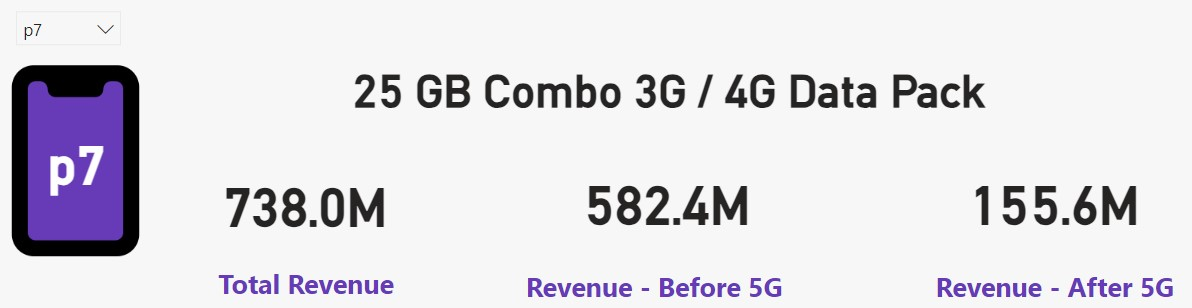 p7
p7
25 GB Combo 3G / 4G Data Pack
738.0M 582.4M 155.6M
Total Revenue Revenue - Before 5G Revenue - After 5G